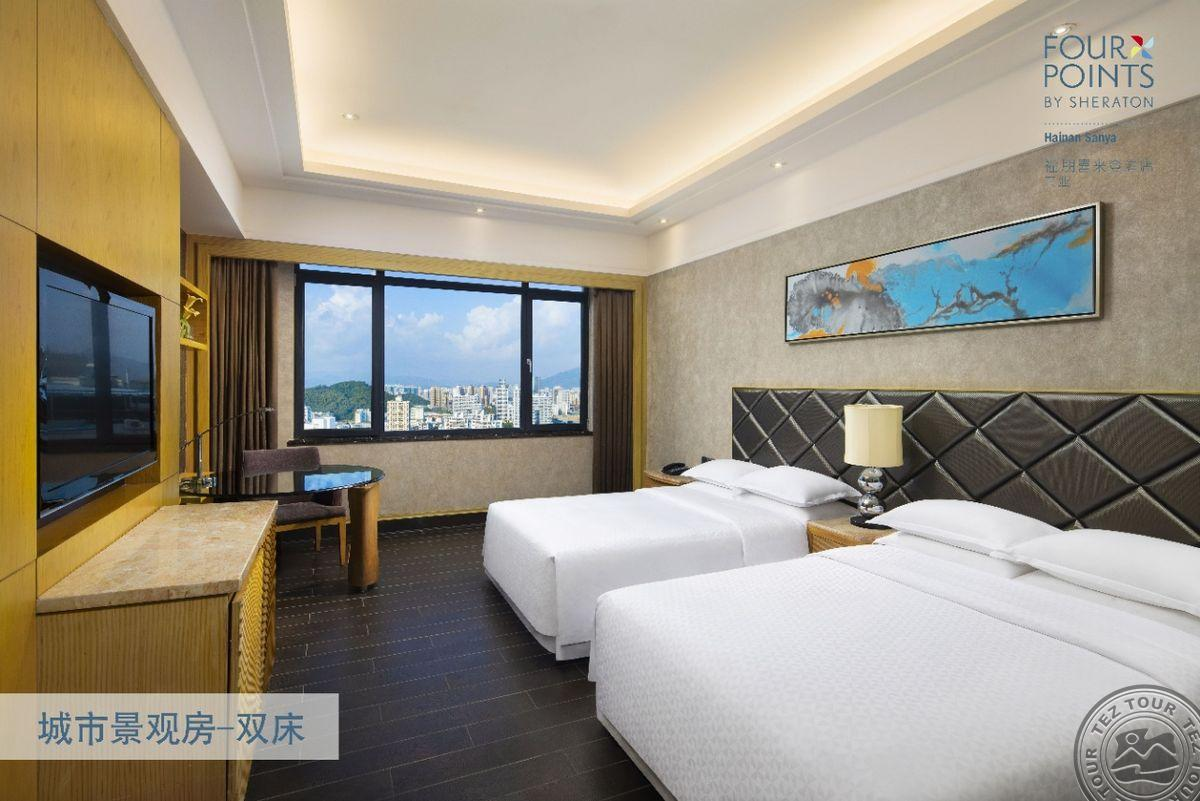 FOUR
POINTS
BY SHERATON
Hainan Sanya
城市景观房-双床
TEZ TOUR